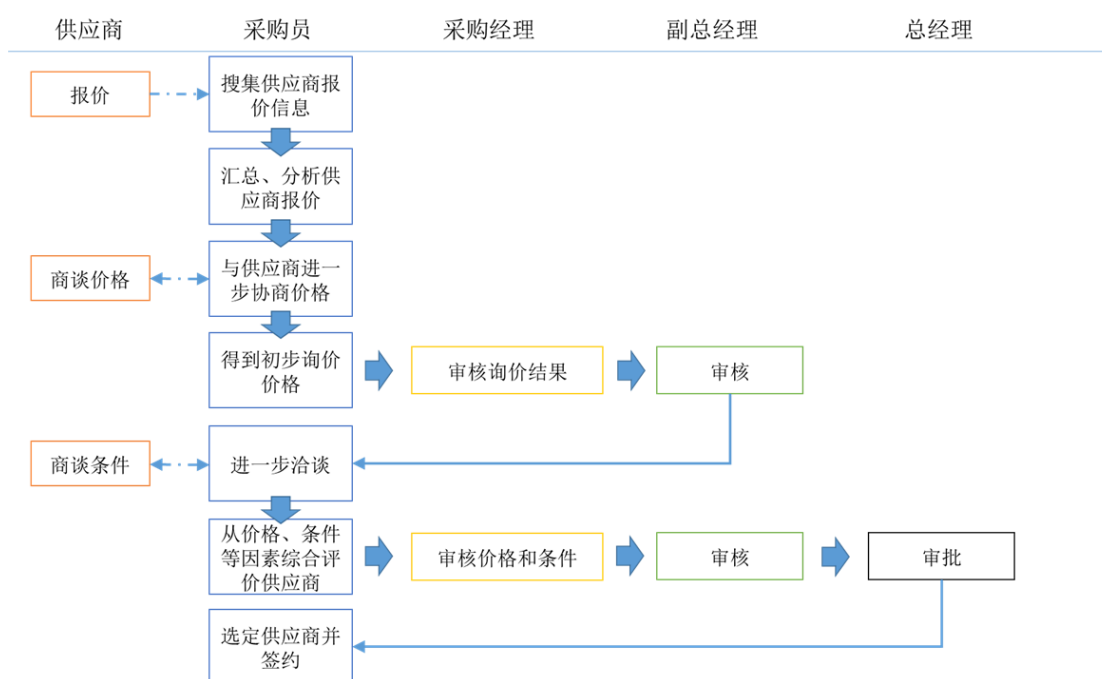 供应商 采购员 采购经理 副总经理 总经理
报价
搜集供应商报
价信息
汇总、分析供
应商报价
商谈价格
与供应商进一
步协商价格
得到初步询价
价格
审核询价结果
审核
商谈条件
进一步洽谈
从价格、条件
等因素综合评
价供应商
审核价格和条件
审核
审批
选定供应商并
签约